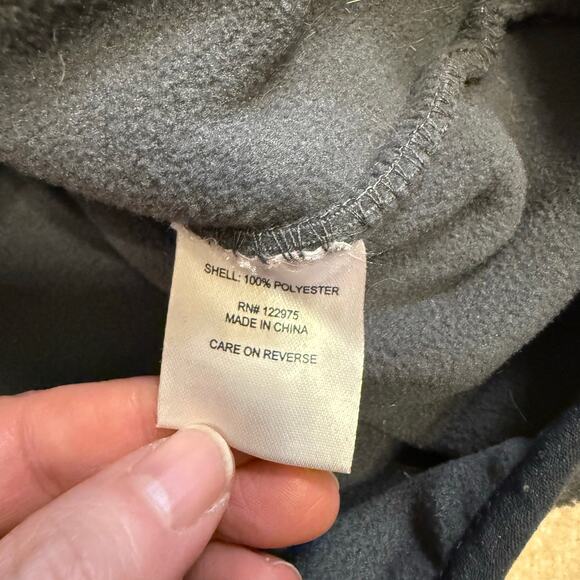 SHELL: 100% POLYESTER
RN# 122975
MADE IN CHINA
CARE ON REVERSE